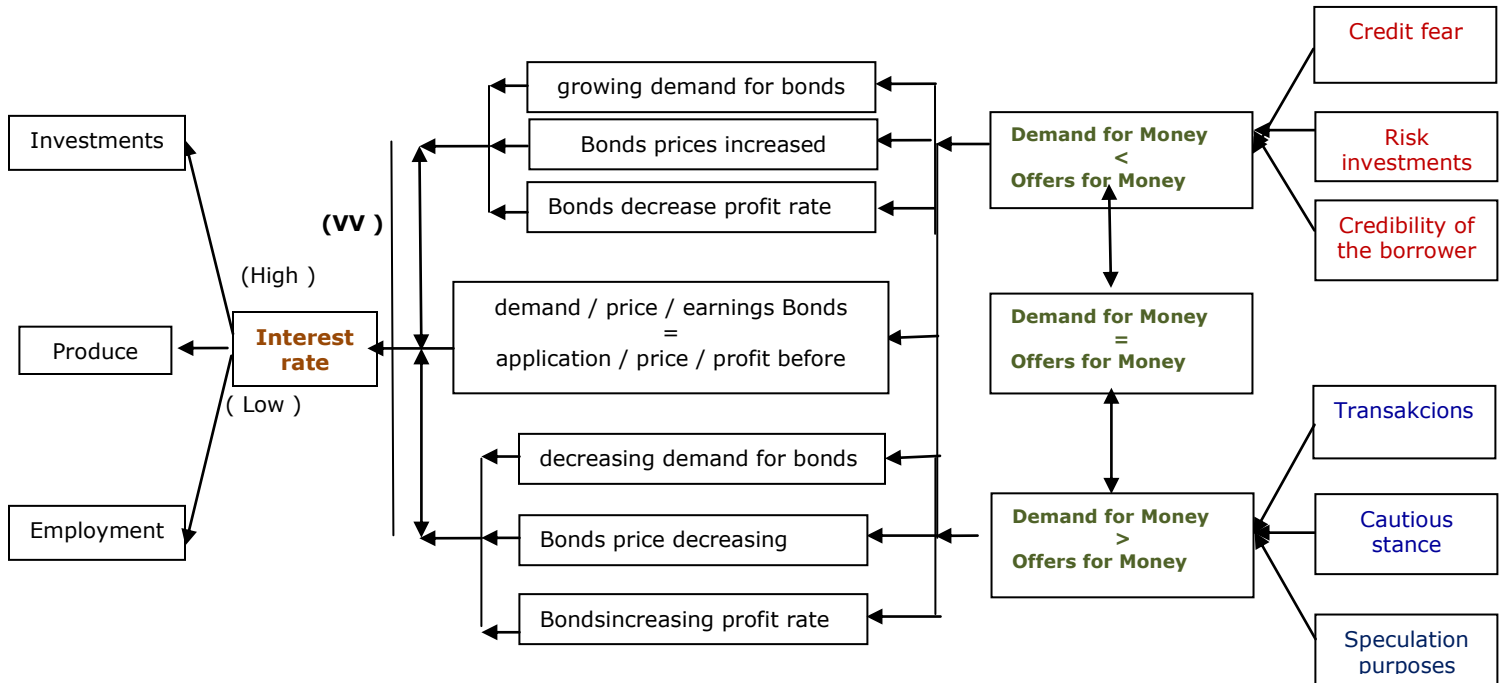 Investments
Produce
Employment
(High )
Interest
rate
( Low )
(VV )
growing demand for bonds
Bonds prices increased
Bonds decrease profit rate
demand / price / earnings Bonds
=
application / price / profit before
decreasing demand for bonds
Bonds price decreasing
Bondsincreasing profit rate
Demand for Money
<
Offers for Money
Demand for Money
=
Offers for Money
Demand for Money
>
Offers for Money
Credit fear
Risk
investments
Credibility of
the borrower
Transakcions
Cautious
stance
Speculation
purposes